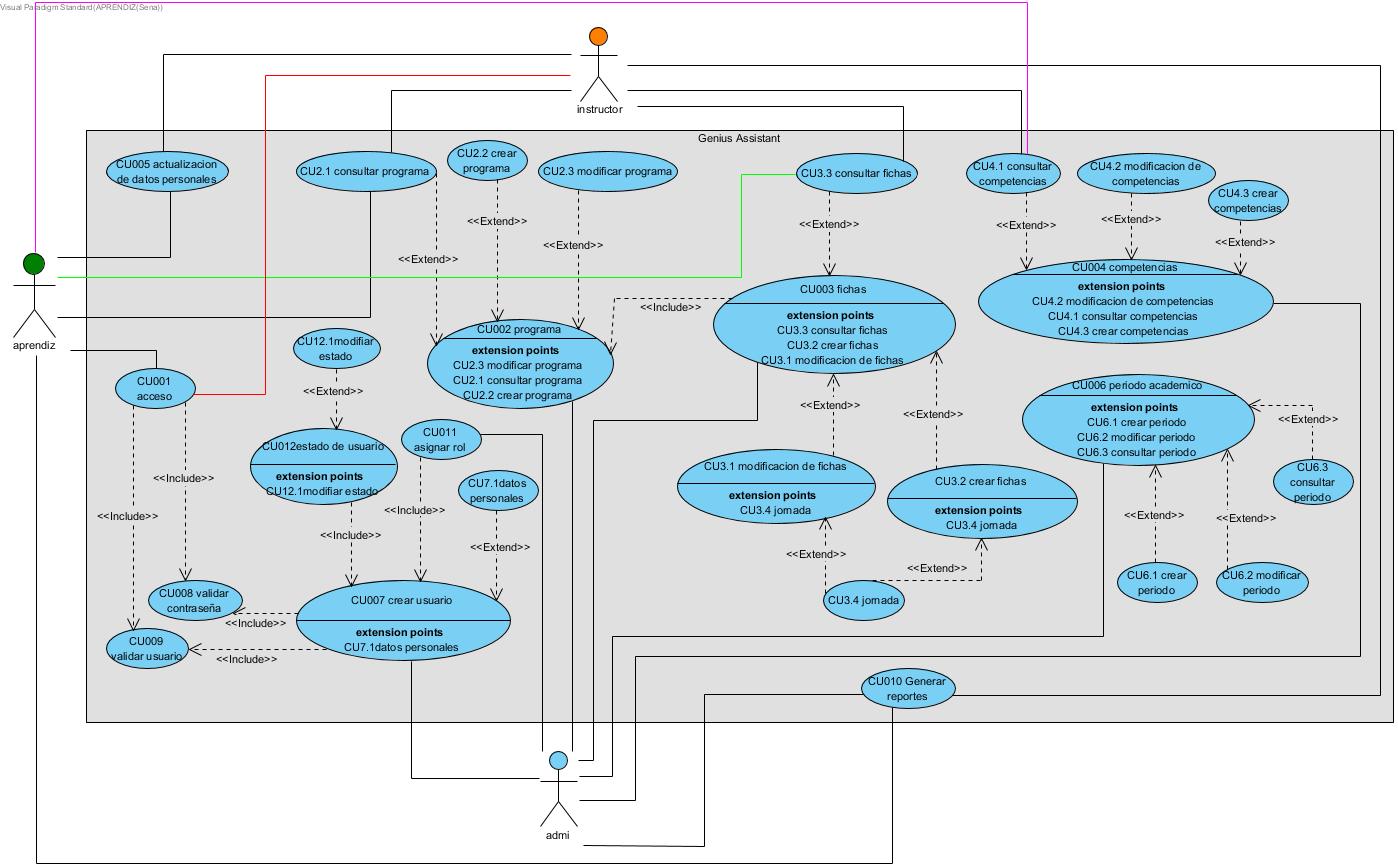 Visual Paradigm Standard(APRENDIZ(Sena))
instructor
Genius Assistant
CU005 actualizacion
de datos personales
CU2.1 consultar programa
CU2.2 crear
programa
CU2.3 modificar programa
CU3.3 consultar fichas
CU4.1 consultar
competencias
CU4.2 modificacion de
competencias
CU4.3 crear
competencias
<<Extend>>
<<Extend>>
<<Extend>>
<<Extend>>
<<Extend>>
<<Extend>>
<<Extend>>
aprendiz
CU004 competencias
extension points
CU4.2 modificacion de competencias
CU4.1 consultar competencias
CU4.3 crear competencias
CU003 fichas
extension points
CU3.3 consultar fichas
CU3.2 crear fichas
CU3.1 modificacion de fichas
<<Include>>
CU002 programa
extension points
CU2.3 modificar programa
CU2.1 consultar programa
CU2.2 crear programa
CU12.1modifiar
estado
<<Extend>>
CU001
acceso
CU006 periodo academico
extension points
CU6.1 crear periodo
CU6.2 modificar periodo
CU6.3 consultar periodo
<<Extend>>
<<Extend>>
<<Extend>>
CU012estado de usuario
extension points
CU12.1modifiar estado
CU011
asignar rol
CU7.1datos
personales
CU3.1 modificacion de fichas
extension points
CU3.4 jornada
CU3.2 crear fichas
extension points
CU3.4 jornada
CU6.3
consultar
periodo
<<Include>>
<<Include>>
<<Include>>
<<Include>>
<<Extend>>
<<Extend>>
<<Extend>>
<<Extend>>
<<Extend>>
CU6.1 crear
periodo
CU6.2 modificar
periodo
CU3.4 jornada
CU008 validar
contraseña
CU007 crear usuario
extension points
CU7.1datos personales
<<Include>>
<<Include>>
CU009
validar usuario
CU010 Generar
reportes
admi